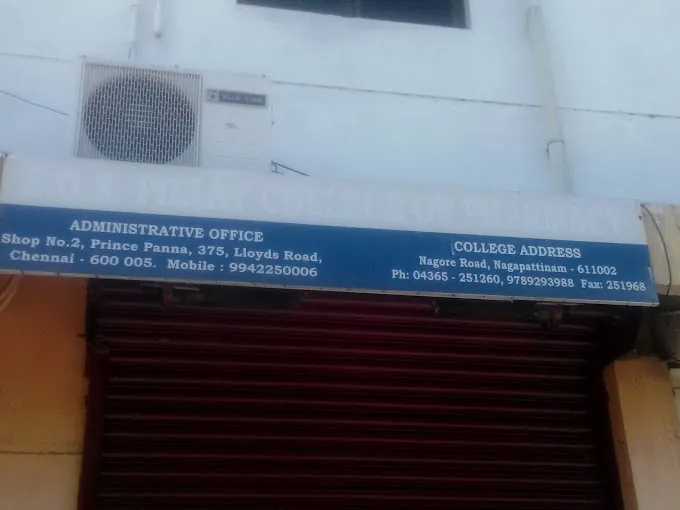 ADMINISTRATIVE OFFICE
Shop No.2, Prince Panna, 375, Lloyds Road,
Chennai - 600 005. Mobile : 9942250006
COLLEGE ADDRESS
Nagore Road, Nagapattinam - 611002
Ph: 04365 - 251260, 9789293988 Fax: 251968